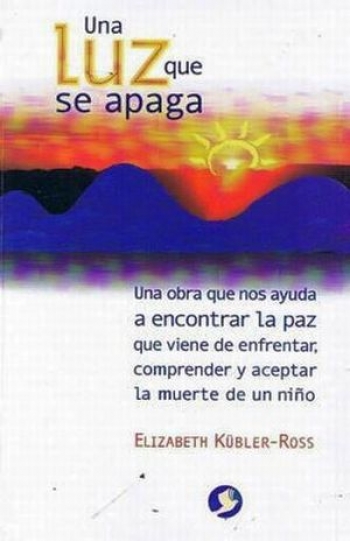 Una
luz que
se apaga
Una obra que nos ayuda
a encontrar la paz
que viene de enfrentar,
comprender y aceptar
la muerte de un niño
ELIZABETH KÜBLER-ROSS